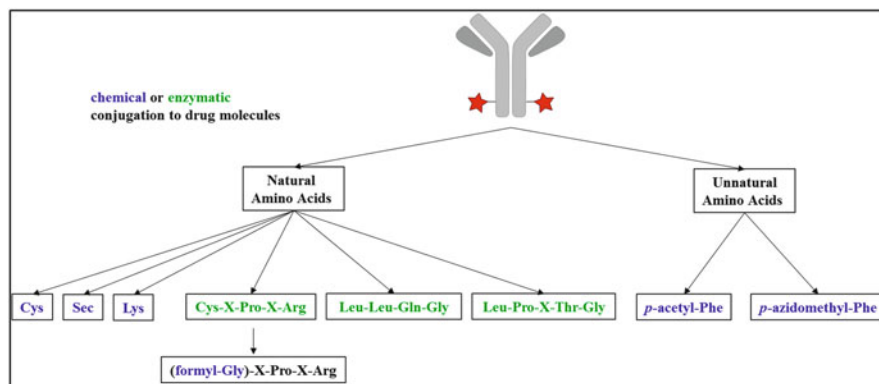 chemical or enzymatic
conjugation to drug molecules
Natural
Amino Acids
Unnatural
Amino Acids
Cys
Sec
Lys
Cys-X-Pro-X-Arg
Leu-Leu-Gln-Gly
Leu-Pro-X-Thr-Gly
p-acetyl-Phe
p-azidomethyl-Phe
(formyl-Gly)-X-Pro-X-Arg